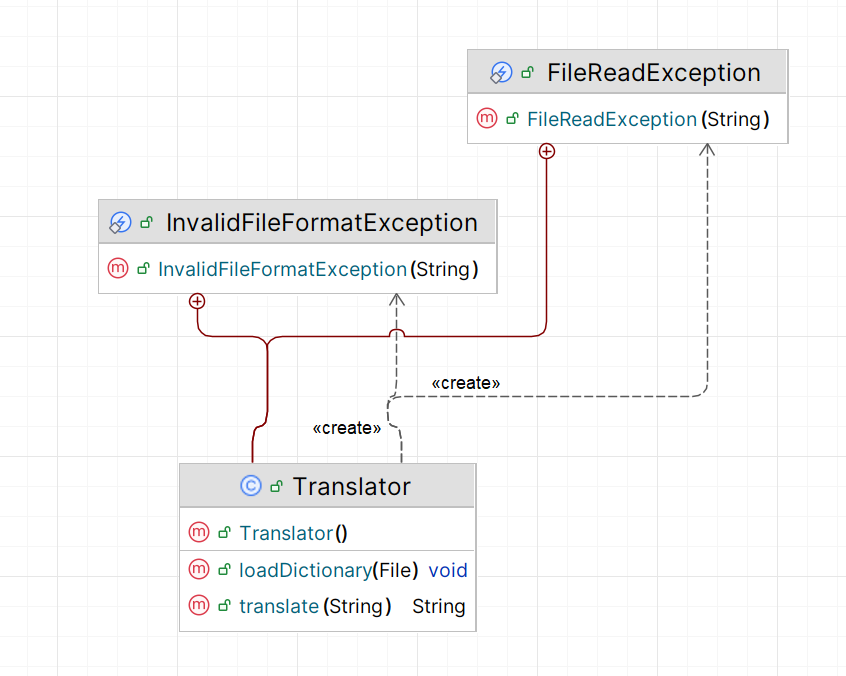 FileReadException
m FileReadException(String)
InvalidFileFormatException
m InvalidFileFormatException(String)
«create»
«create»
C Translator
m Translator()
m loadDictionary(File) void
m translate(String) String